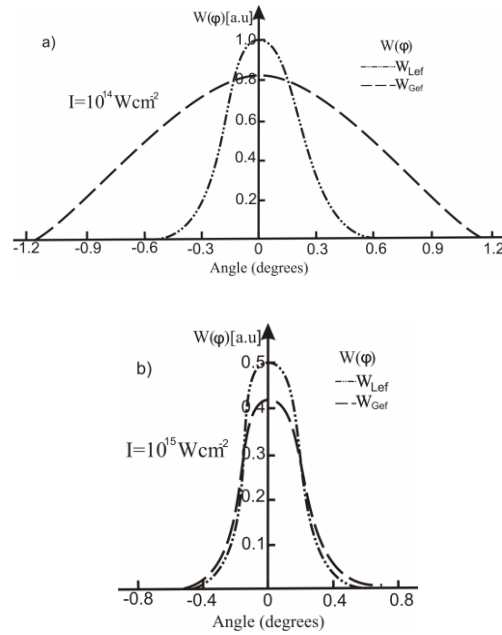 W(φ)[a.u]
a)
1.0
W(φ)
W_Lef
W_Gef
0.8
I=10^14 Wcm^-2
0.6
0.4
0.2
-1.2 -0.9 -0.6 -0.3 0 0.3 0.6 0.9 1.2
Angle (degrees)
W(φ)[a.u]
b)
0.5
W(φ)
W_Lef
W_Gef
0.4
I=10^15 Wcm^-2
0.3
0.2
0.1
-0.8 -0.4 0 0.4 0.8
Angle (degrees)